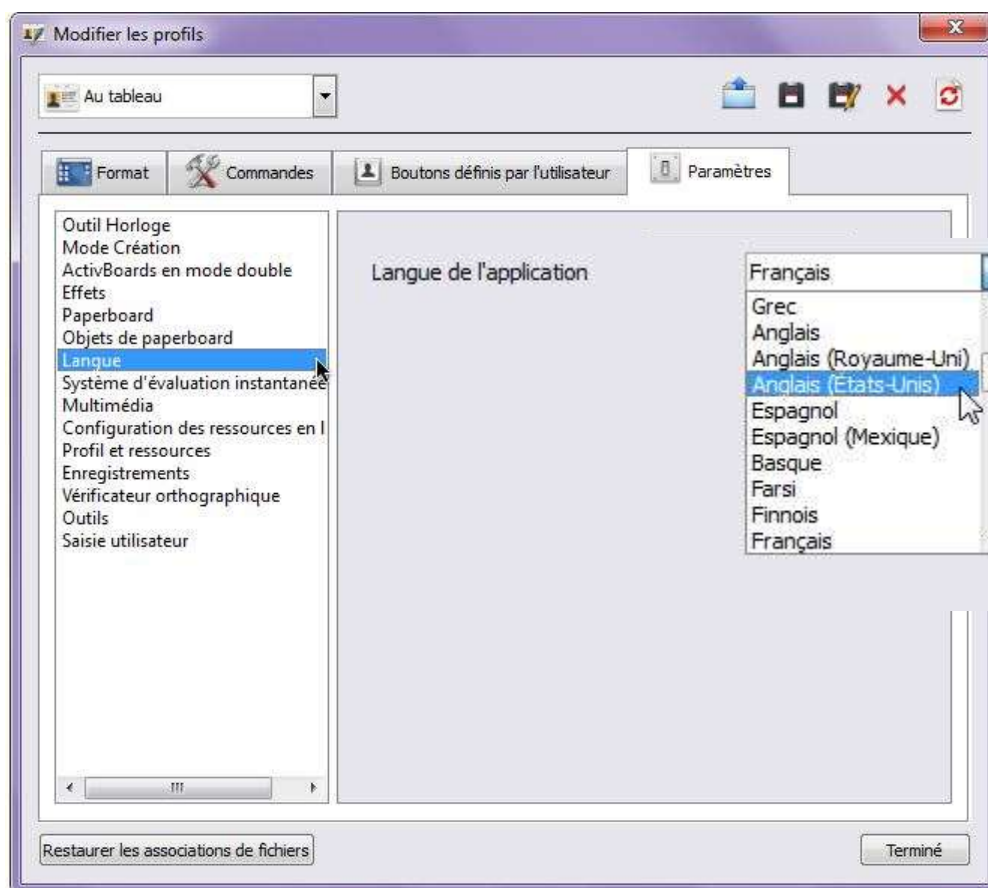 Modifier les profils
Au tableau
Format
Commandes
Boutons définis par l'utilisateur
Paramètres
Outil Horloge
Mode Création
ActivBoards en mode double
Effets
Paperboard
Objets de paperboard
Langue
Système d'évaluation instantanée
Multimédia
Configuration des ressources en l
Profil et ressources
Enregistrements
Vérificateur orthographique
Outils
Saisie utilisateur
Langue de l'application
Français
Grec
Anglais
Anglais (Royaume-Uni)
Anglais (États-Unis)
Espagnol
Espagnol (Mexique)
Basque
Farsi
Finnois
Français
Restaurer les associations de fichiers
Terminé